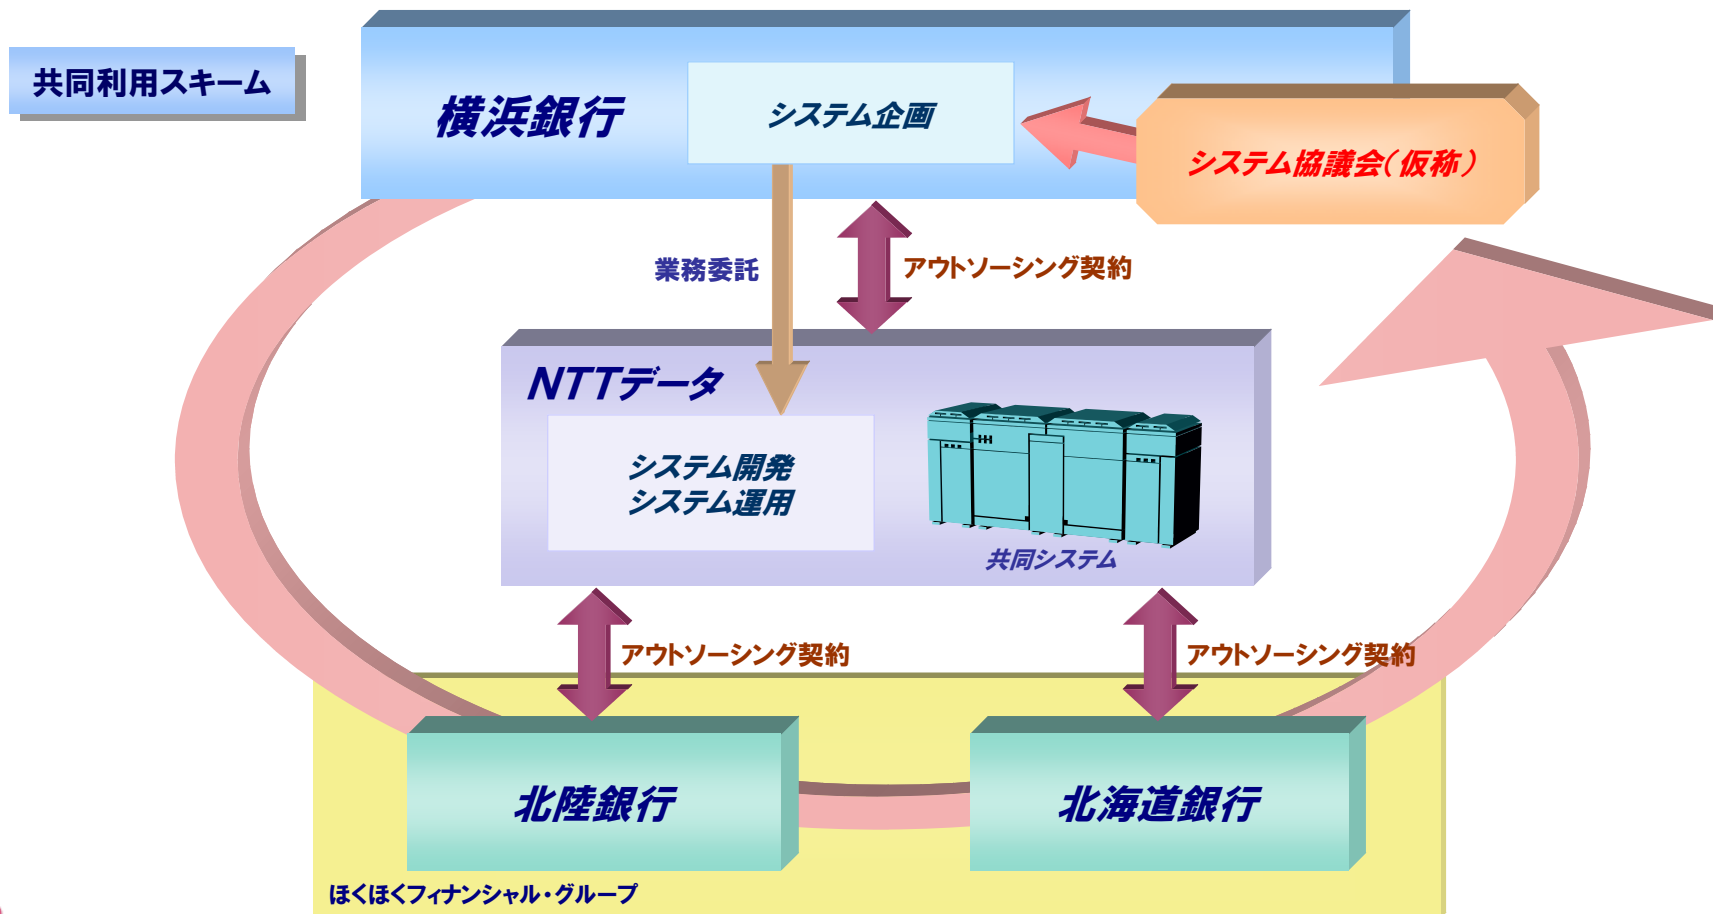 共同利用スキーム
横浜銀行
システム企画
システム協議会(仮称)
業務委託
アウトソーシング契約
NTTデータ
システム開発
システム運用
共同システム
アウトソーシング契約
アウトソーシング契約
北陸銀行
北海道銀行
ほくほくフィナンシャル・グループ